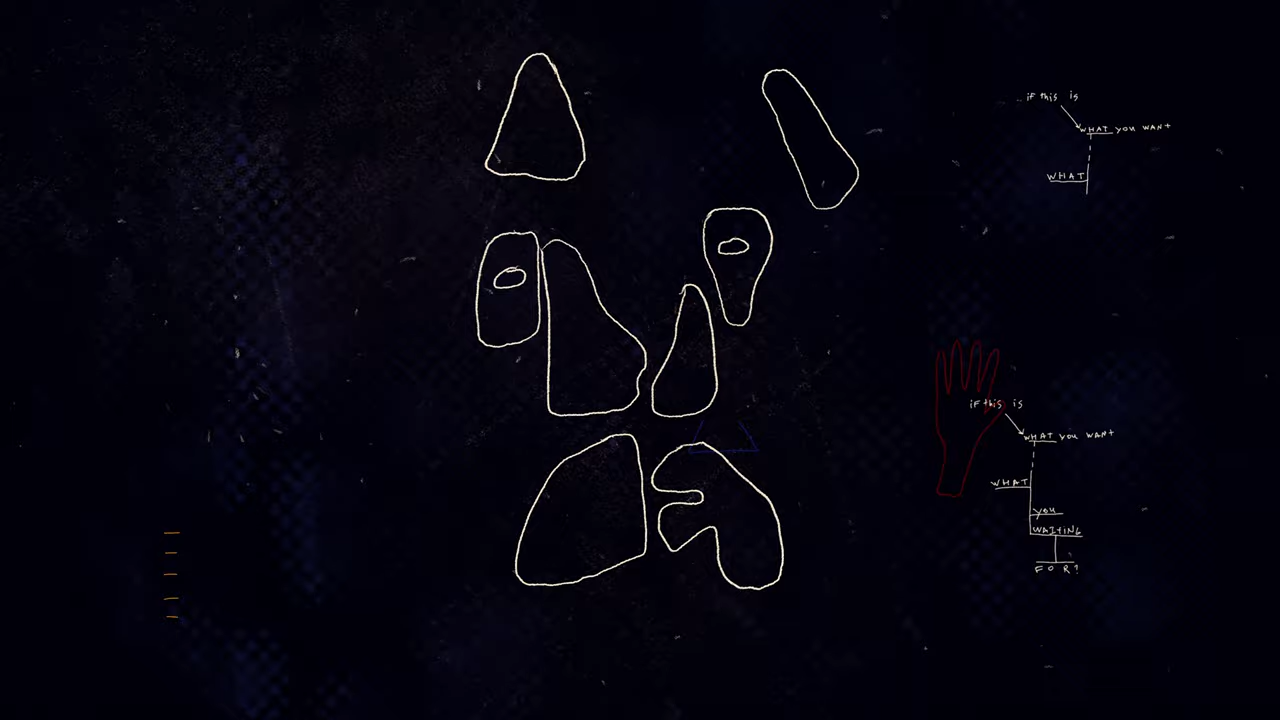 if this is
WHAT you WANt
WHAT
if this is
WHAT you WANt
WHAT
you
WAITING
FOR?